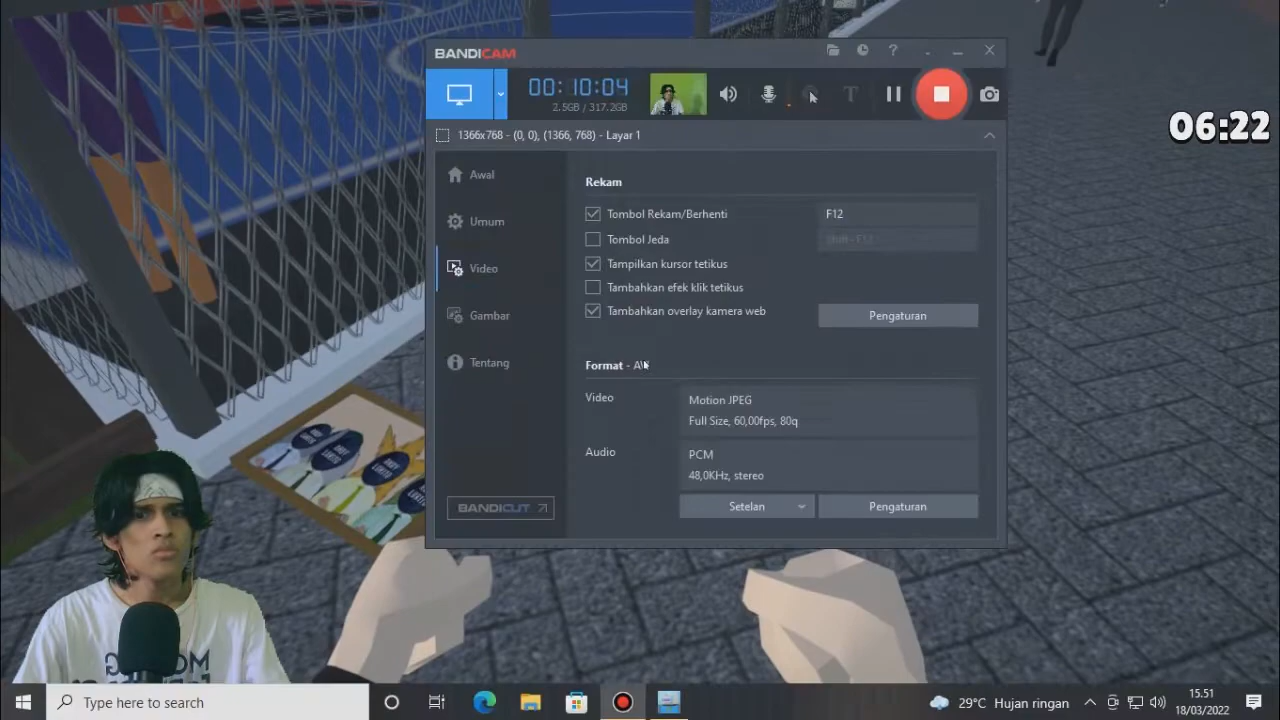 BANDICAM
00:10:04
2.5GB / 317.2GB
06:22
1366x768 - (0, 0), (1366, 768) - Layar 1
Awal
Umum
Video
Gambar
Tentang
BANDICUT
Rekam
Tombol Rekam/Berhenti
F12
Tombol Jeda
Shift - F12
Tampilkan kursor tetikus
Tambahkan efek klik tetikus
Tambahkan overlay kamera web
Pengaturan
Format - AVI
Video
Motion JPEG
Full Size, 60,00fps, 80q
Audio
PCM
48,0KHz, stereo
Setelan
Pengaturan
Type here to search
29°C Hujan ringan
15.51
18/03/2022